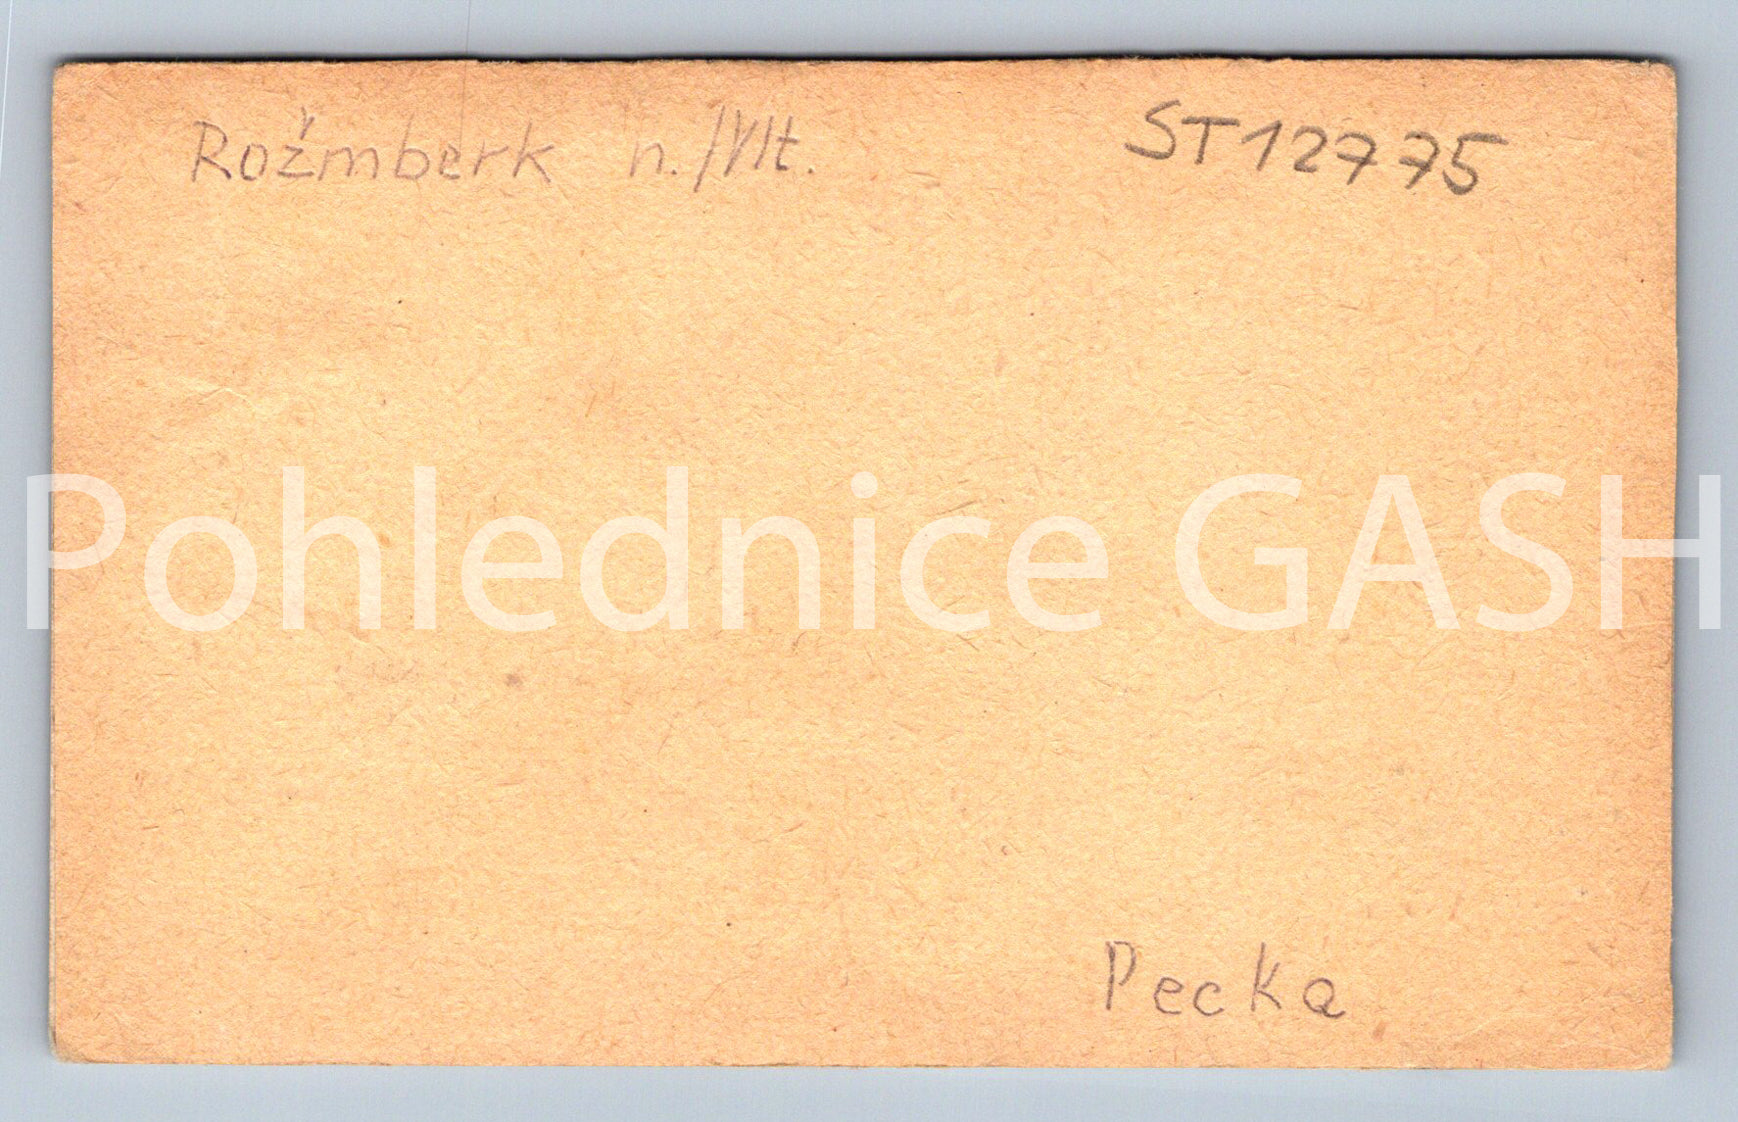 Rožmberk n./Vlt.
ST12775
Pohlednice GASH
Pecka